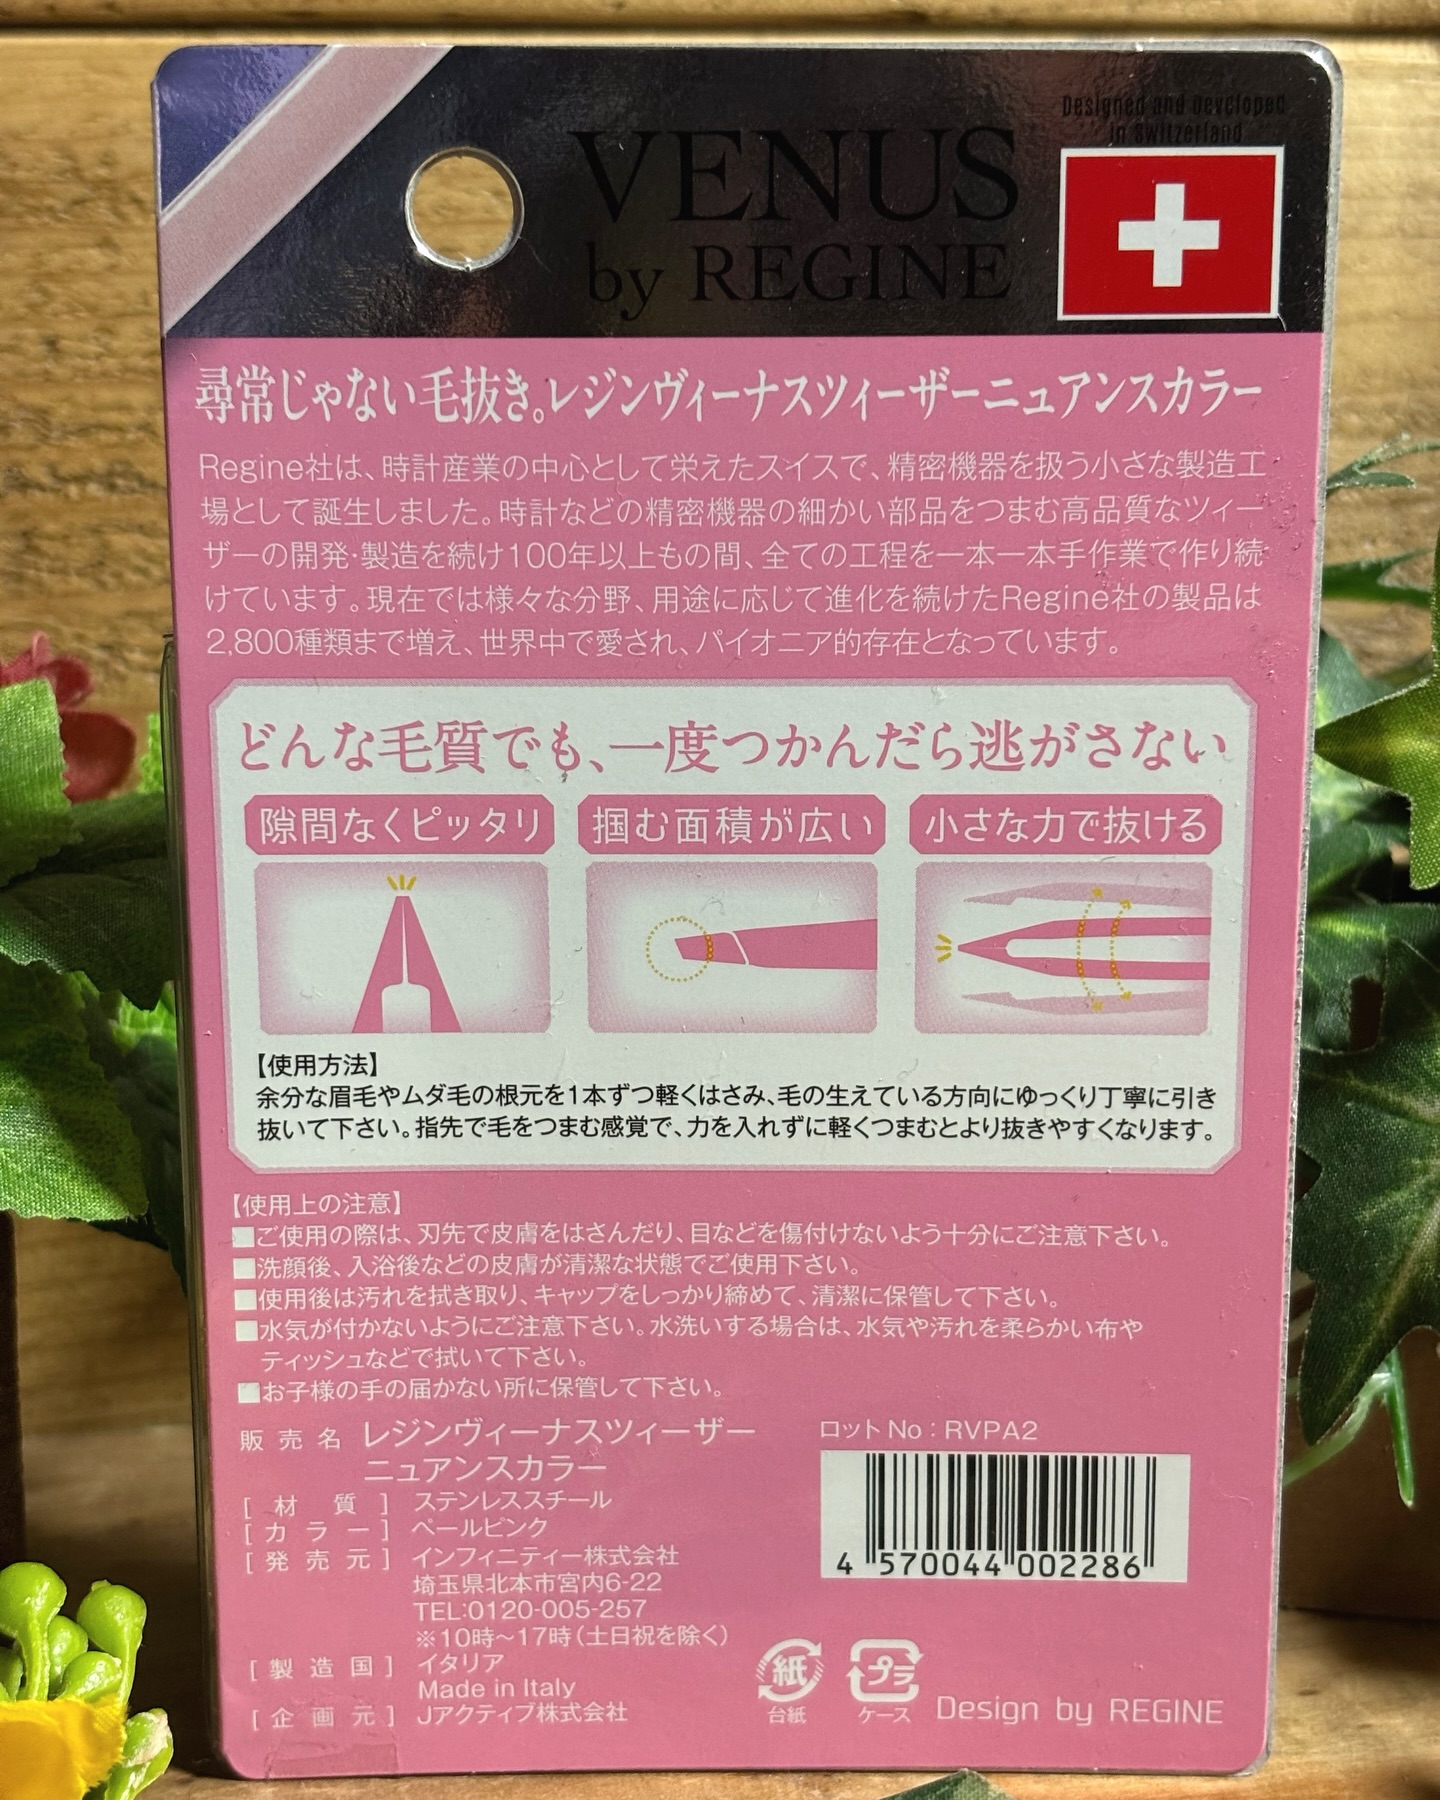 Designed and Developed
in Switzerland
VENUS
by REGINE
尋常じゃない毛抜き。レジンヴィーナスツィーザーニュアンスカラー
Regine社は、時計産業の中心として栄えたスイスで、精密機器を扱う小さな製造工
場として誕生しました。時計などの精密機器の細かい部品をつまむ高品質なツィー
ザーの開発・製造を続け100年以上もの間、全ての工程を一本一本手作業で作り続
けています。現在では様々な分野、用途に応じて進化を続けたRegine社の製品は
2,800種類まで増え、世界中で愛され、パイオニア的存在となっています。
どんな毛質でも、一度つかんだら逃がさない
隙間なくピッタリ
掴む面積が広い
小さな力で抜ける
【使用方法】
余分な眉毛やムダ毛の根元を1本ずつ軽くはさみ、毛の生えている方向にゆっくり丁寧に引き
抜いて下さい。指先で毛をつまむ感覚で、力を入れずに軽くつまむとより抜きやすくなります。
【使用上の注意】
■ご使用の際は、刃先で皮膚をはさんだり、目などを傷付けないよう十分にご注意下さい。
■洗顔後、入浴後などの皮膚が清潔な状態でご使用下さい。
■使用後は汚れを拭き取り、キャップをしっかり締めて、清潔に保管して下さい。
■水気が付かないようにご注意下さい。水洗いする場合は、水気や汚れを柔らかい布や
ティッシュなどで拭いて下さい。
■お子様の手の届かない所に保管して下さい。
販売名 レジンヴィーナスツィーザー
ニュアンスカラー
[材質] ステンレススチール
[カラー] ペールピンク
[発売元] インフィニティー株式会社
埼玉県北本市宮内6-22
TEL:0120-005-257
※10時〜17時(土日祝を除く)
[製造国] イタリア
Made in Italy
[企画元] Jアクティブ株式会社
ロットNo:RVPA2
4 570044 002286
紙
台紙
プラ
ケース
Design by REGINE